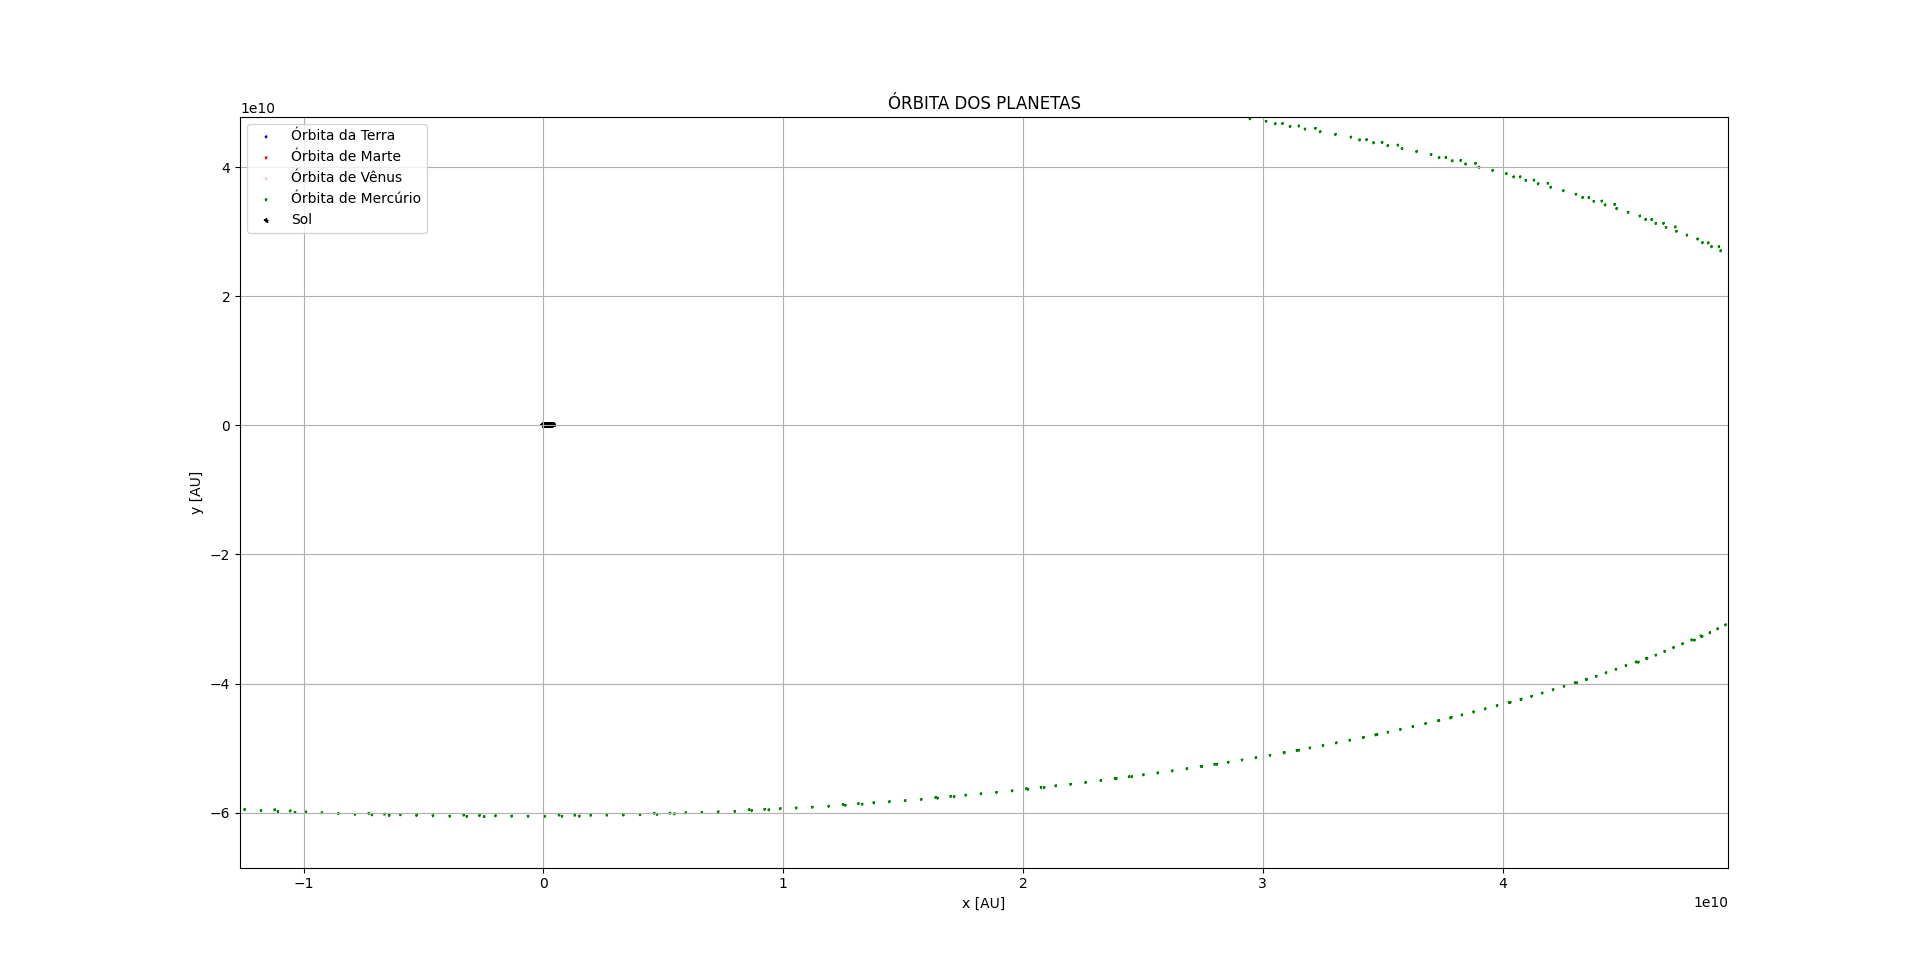 ÓRBITA DOS PLANETAS
1e10
Órbita da Terra
Órbita de Marte
Órbita de Vênus
Órbita de Mercúrio
Sol
4
2
0
−2
−4
−6
y [AU]
−1 0 1 2 3 4
x [AU]
1e10